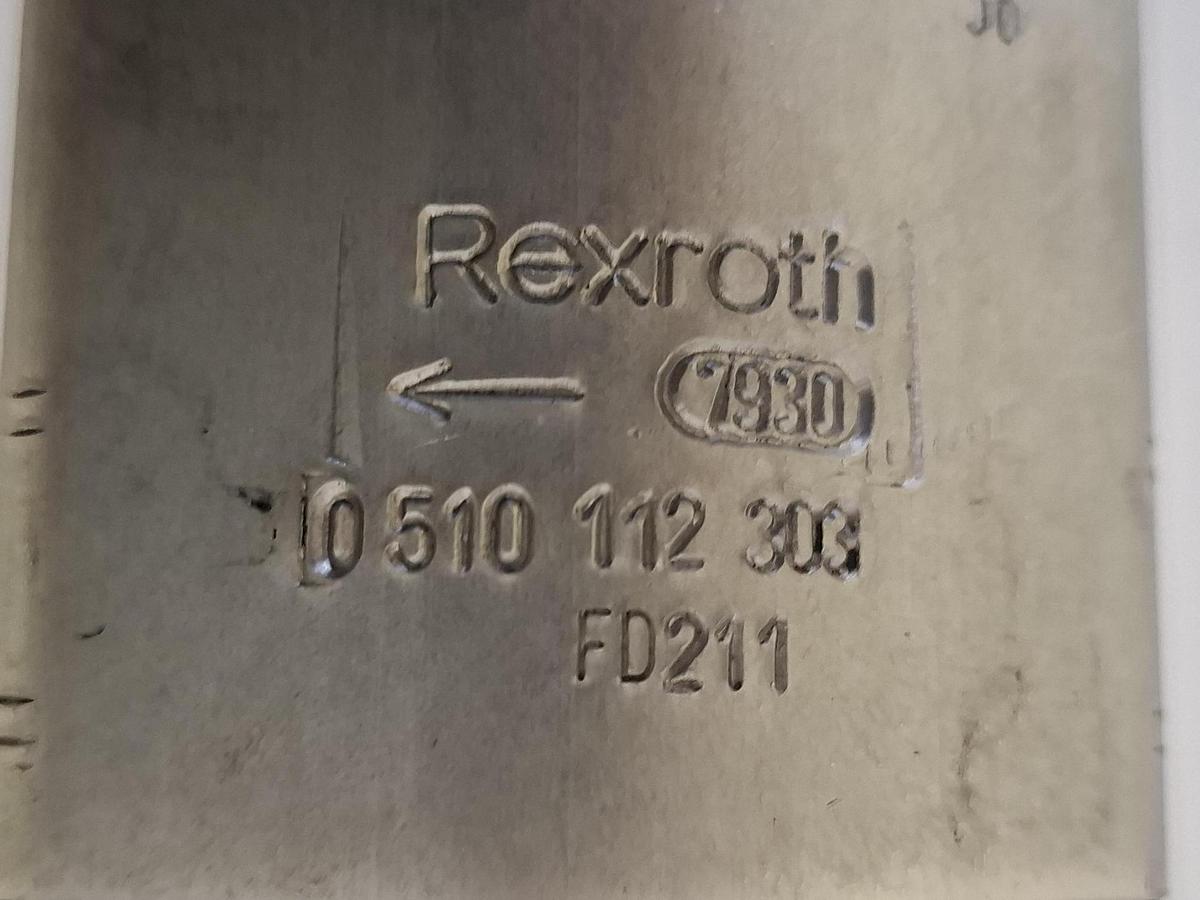 Rexroth
← 7930
0 510 112 303
FD211